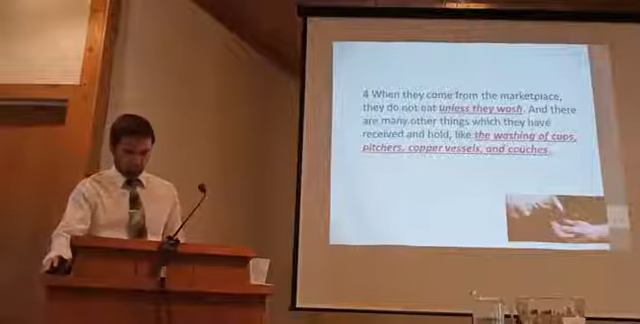 4 When they come from the marketplace,
they do not eat unless they wash. And there
are many other things which they have
received and hold, like the washing of cups,
pitchers, copper vessels, and couches.